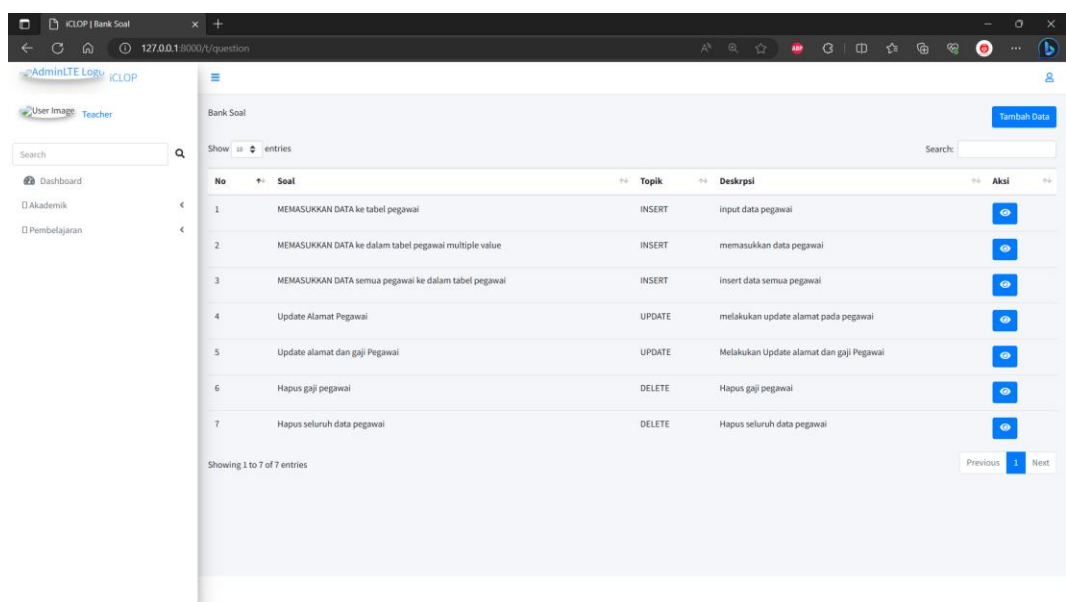 iCLOP | Bank Soal
127.0.0.1:8000/t/question
AdminLTE Logo iCLOP
User Image Teacher
Search
Dashboard
Akademik
Pembelajaran
Bank Soal
Tambah Data
Show 10 entries
Search:
No Soal Topik Deskrpsi Aksi
1 MEMASUKKAN DATA ke tabel pegawai INSERT input data pegawai
2 MEMASUKKAN DATA ke dalam tabel pegawai multiple value INSERT memasukkan data pegawai
3 MEMASUKKAN DATA semua pegawai ke dalam tabel pegawai INSERT insert data semua pegawai
4 Update Alamat Pegawai UPDATE melakukan update alamat pada pegawai
5 Update alamat dan gaji Pegawai UPDATE Melakukan Update alamat dan gaji Pegawai
6 Hapus gaji pegawai DELETE Hapus gaji pegawai
7 Hapus seluruh data pegawai DELETE Hapus seluruh data pegawai
Showing 1 to 7 of 7 entries
Previous 1 Next